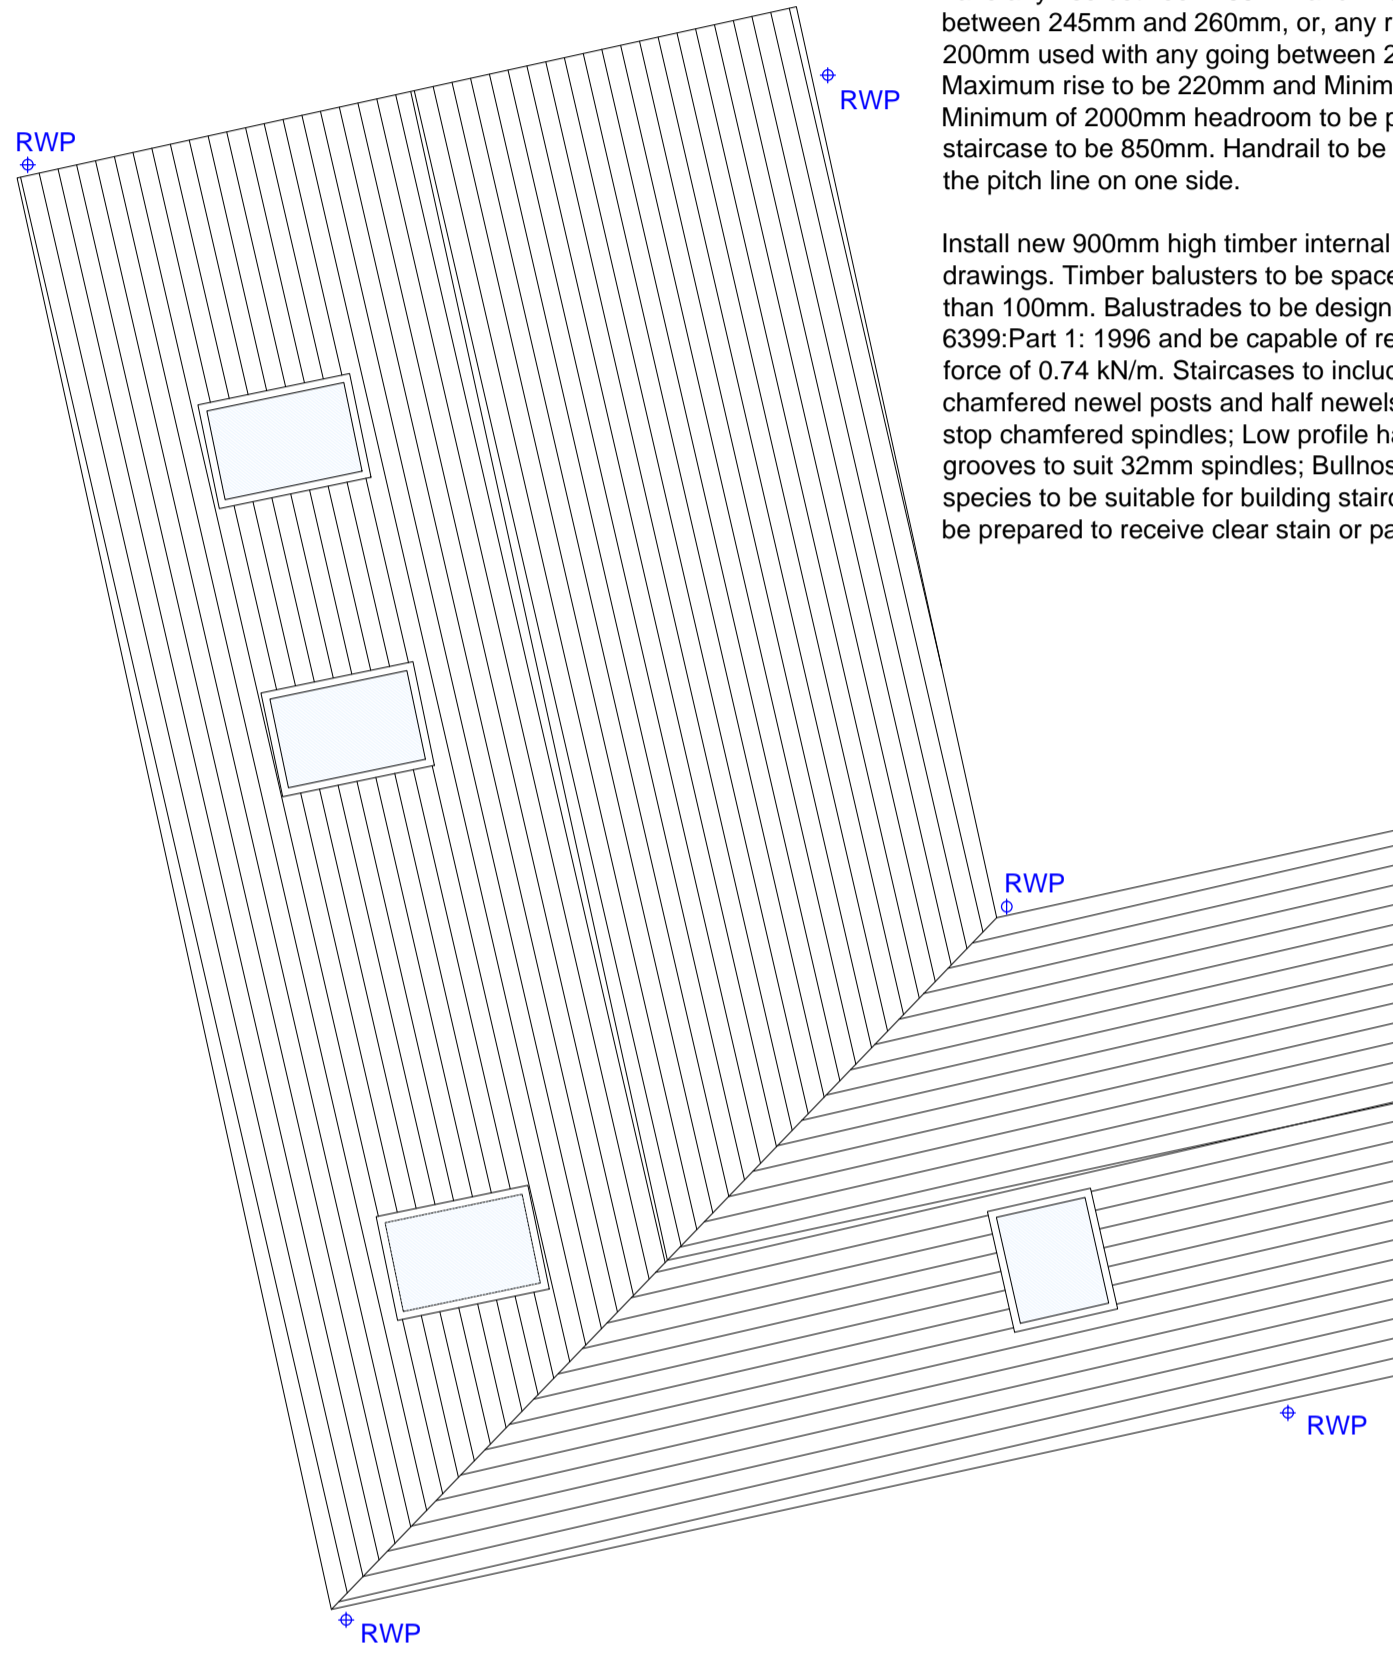 between 245mm and 260mm, or, any
200mm used with any going between
Maximum rise to be 220mm and
Minimum of 2000mm headroom to be
staircase to be 850mm. Handrail to be
the pitch line on one side.
Install new 900mm high timber internal
drawings. Timber balusters to be
than 100mm. Balustrades to be
6399:Part 1: 1996 and be capable of
force of 0.74 kN/m. Staircases to
chamfered newel posts and half newels
stop chamfered spindles; Low profile
grooves to suit 32mm spindles;
species to be suitable for building
be prepared to receive clear stain or
RWP
RWP
RWP
RWP
RWP